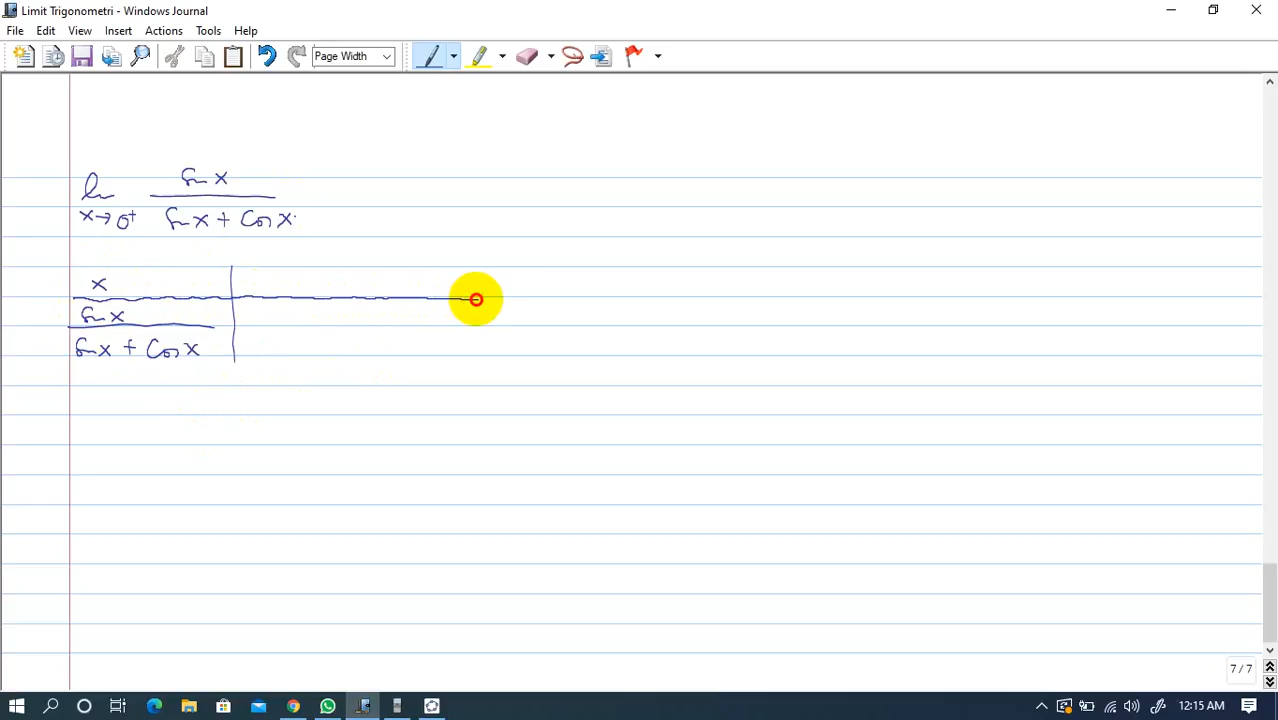 Limit Trigonometri - Windows Journal
File Edit View Insert Actions Tools Help
Page Width
sin x
lim
x→0+ sin x + Cos x
x
sin x
sin x + Cos x
7 / 7
12:15 AM